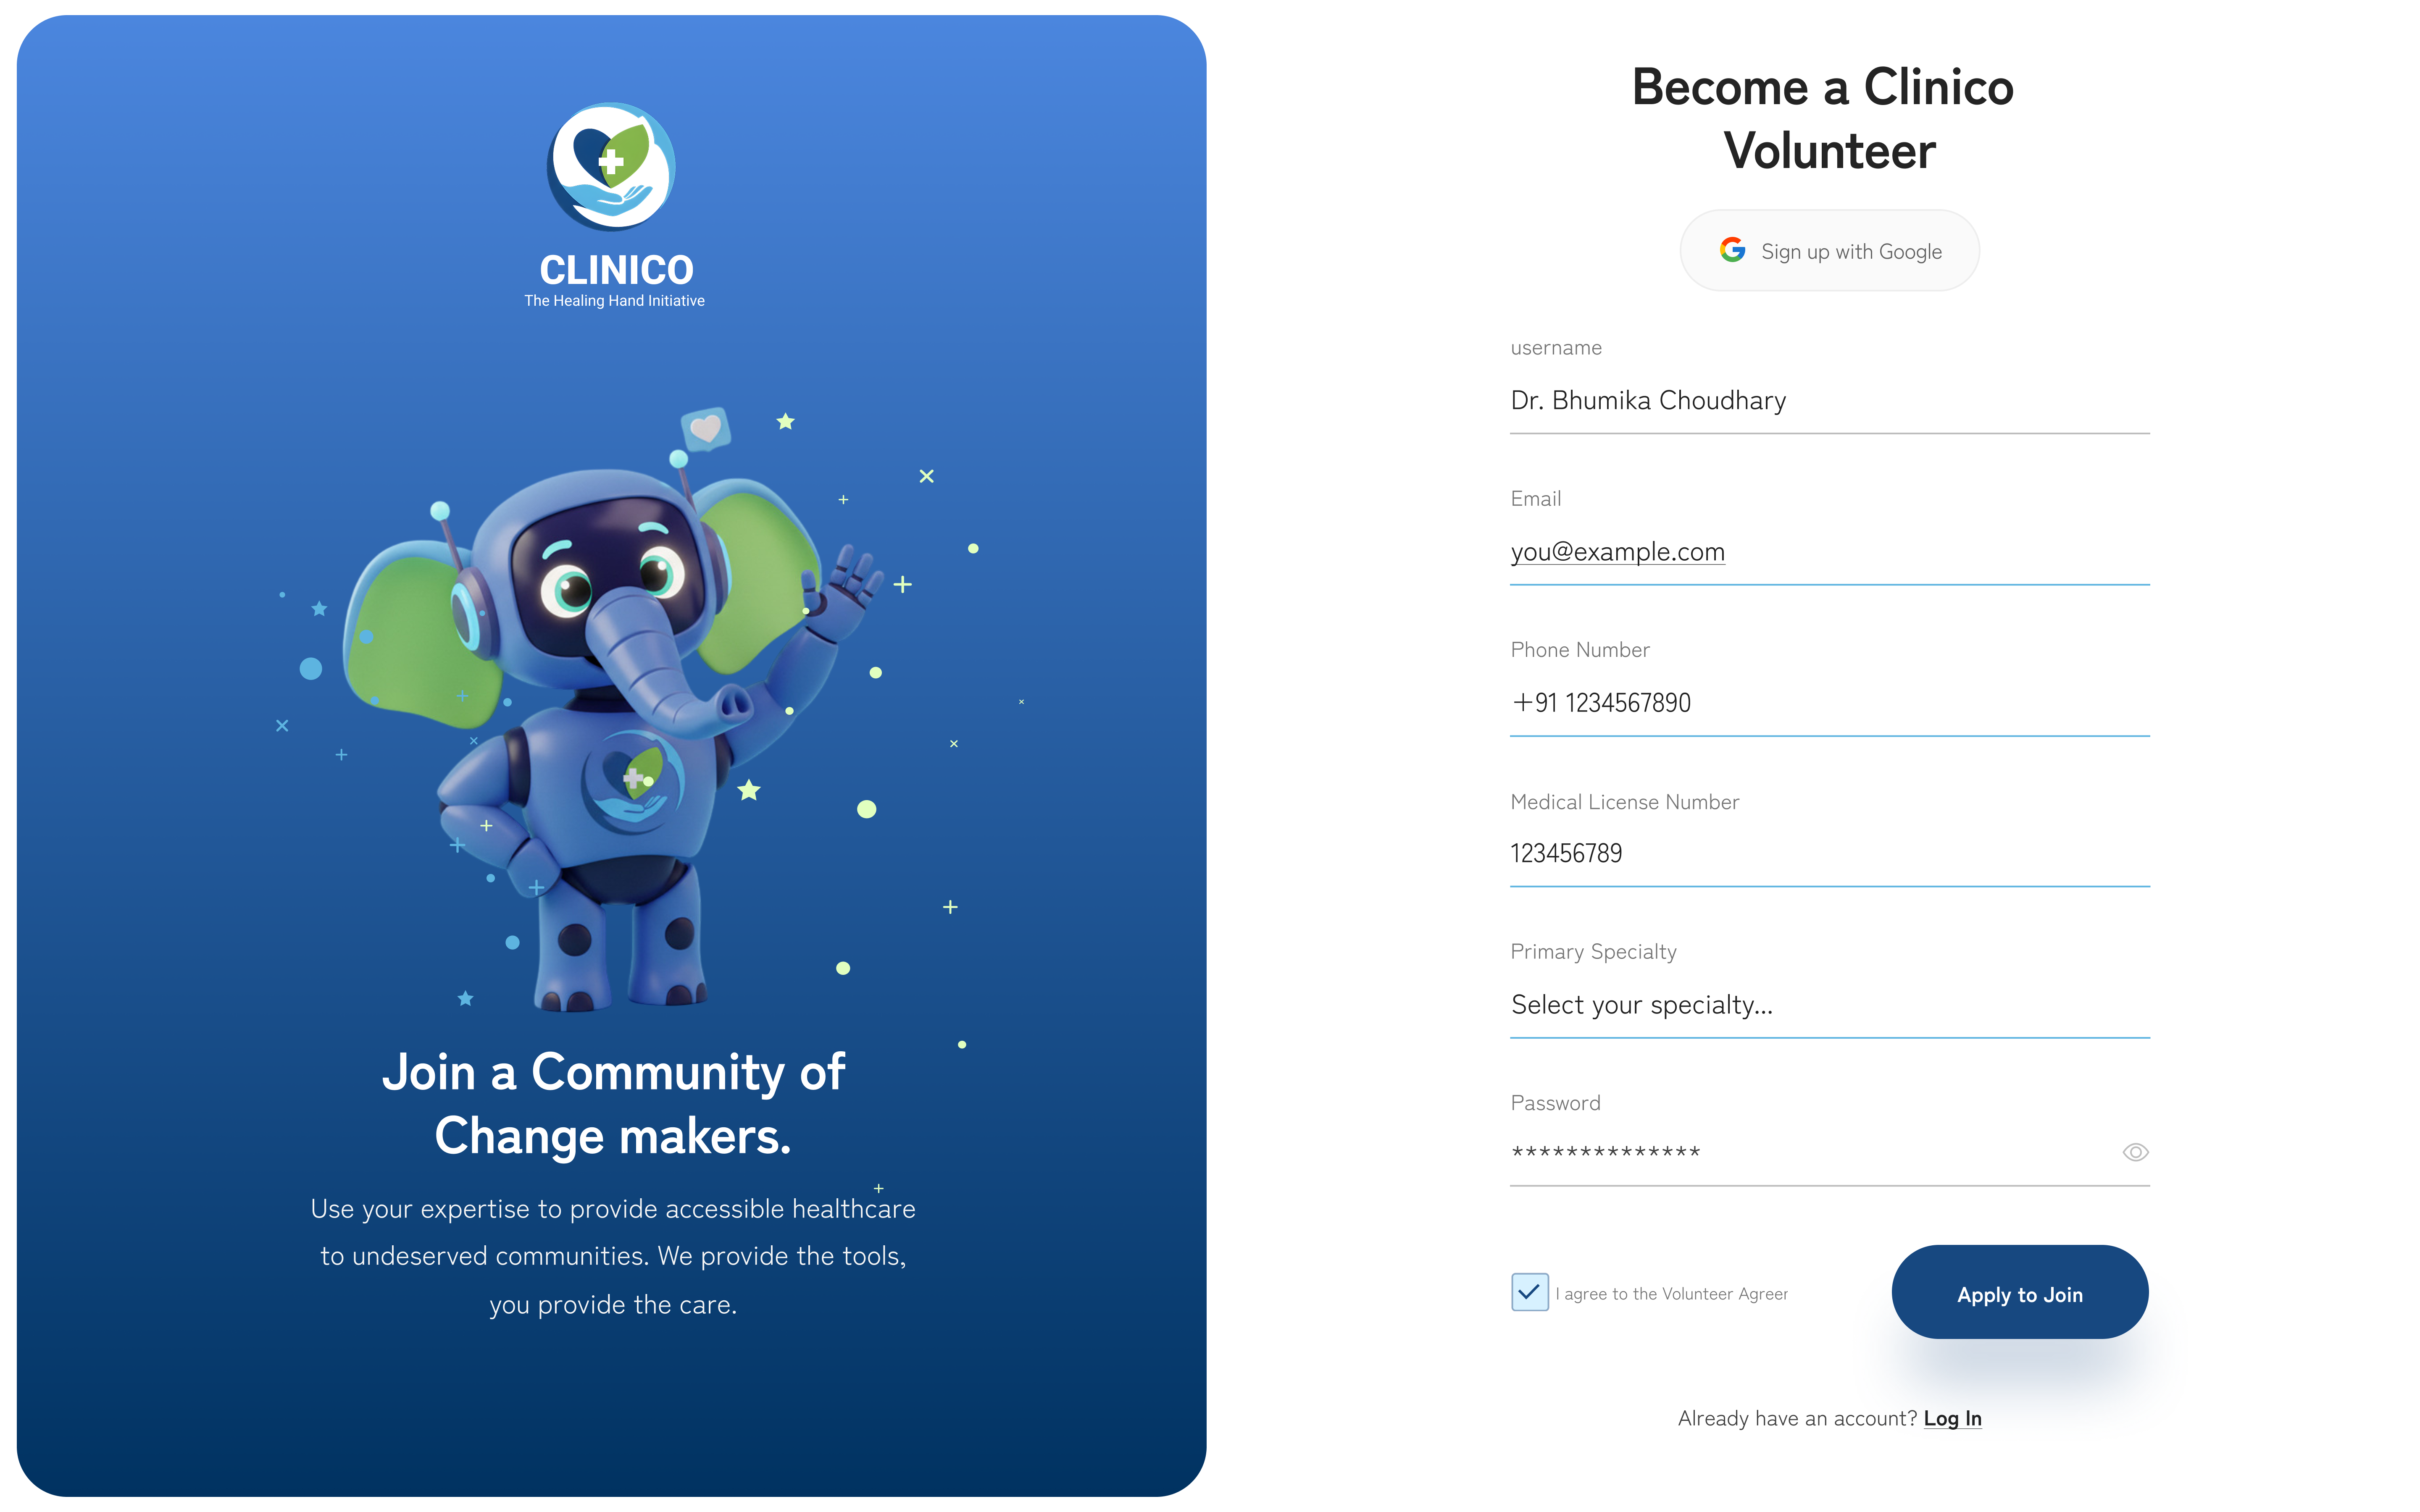 CLINICO
The Healing Hand Initiative
Join a Community of
Change makers.
Use your expertise to provide accessible healthcare
to undeserved communities. We provide the tools,
you provide the care.
Become a Clinico
Volunteer
Sign up with Google
username
Dr. Bhumika Choudhary
Email
you@example.com
Phone Number
+91 1234567890
Medical License Number
123456789
Primary Specialty
Select your specialty...
Password
**************
I agree to the Volunteer Agreer
Apply to Join
Already have an account? Log In